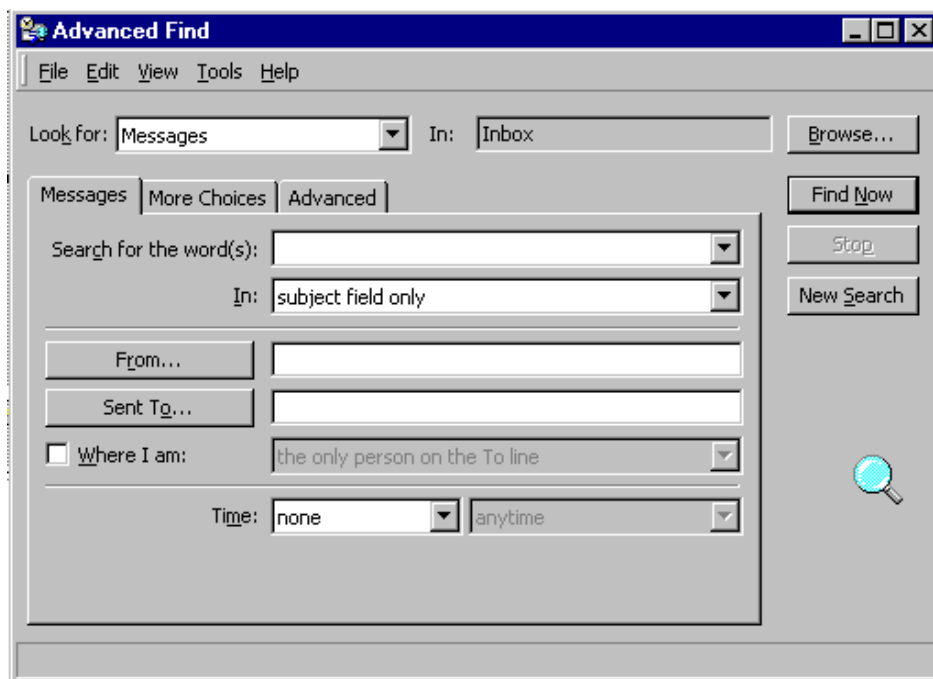 Advanced Find
File Edit View Tools Help
Look for: Messages In: Inbox Browse...
Messages More Choices Advanced
Find Now
Search for the word(s):
Stop
In: subject field only
New Search
From...
Sent To...
Where I am: the only person on the To line
Time: none anytime